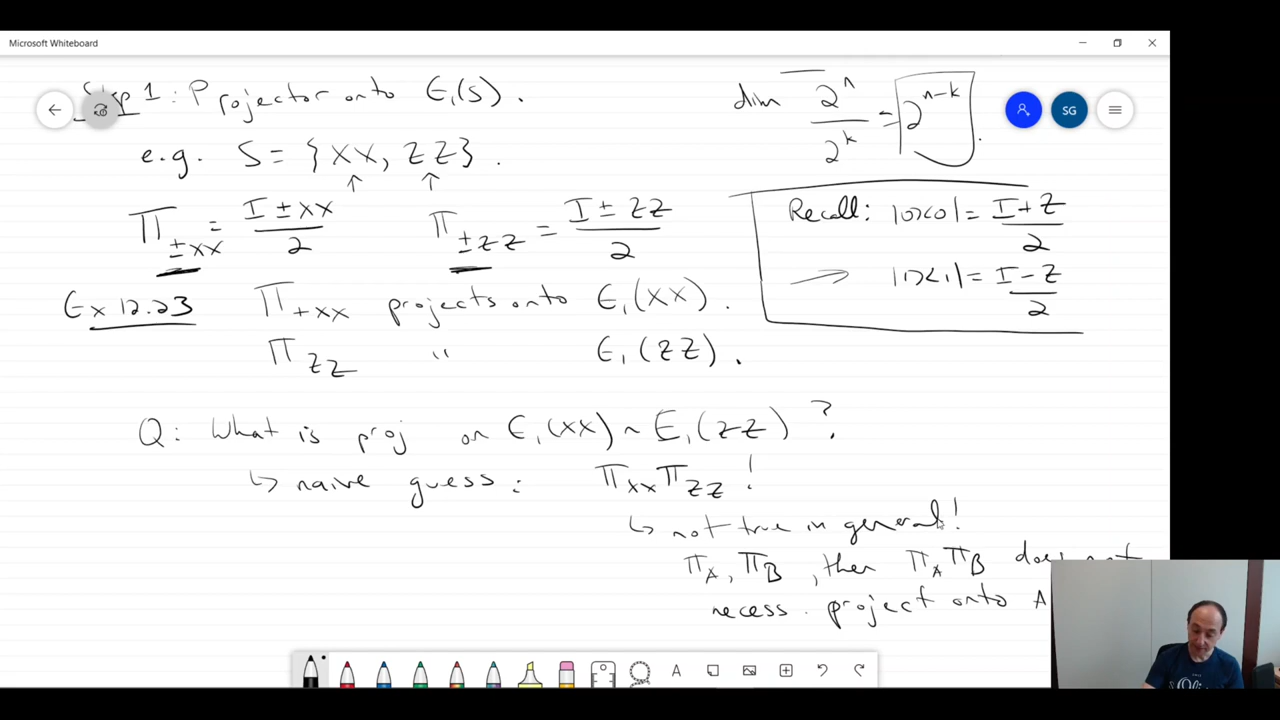 Microsoft Whiteboard
Step 1: Projector onto E₁(S).
dim 2ⁿ / 2ᵏ = 2ⁿ⁻ᵏ.
SG
e.g. S = {XX, ZZ}.
↑ ↑
Π±XX = (I ± XX)/2 Π±ZZ = (I ± ZZ)/2
Recall: |0><0| = (I + Z)/2
→ |1><1| = (I - Z)/2
Ex 12.23 Π+XX projects onto E₁(XX).
ΠZZ " E₁(ZZ).
Q: What is proj on E₁(XX) ∩ E₁(ZZ)?
↳ naive guess: ΠXX ΠZZ !
↳ not true in general!
ΠA, ΠB, then ΠA ΠB does not
necess. project onto A
A